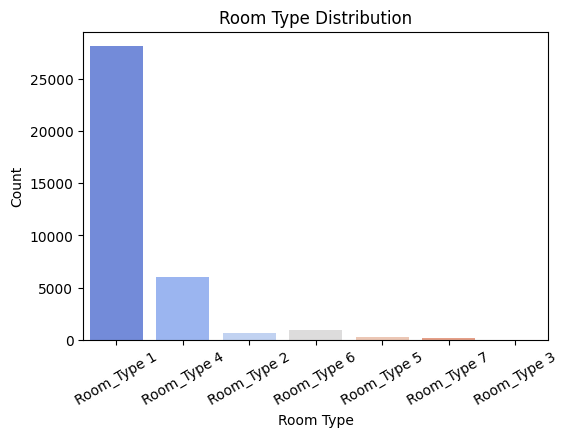 Room Type Distribution
Count
25000
20000
15000
10000
5000
0
Room_Type 1
Room_Type 4
Room_Type 2
Room_Type 6
Room_Type 5
Room_Type 7
Room_Type 3
Room Type